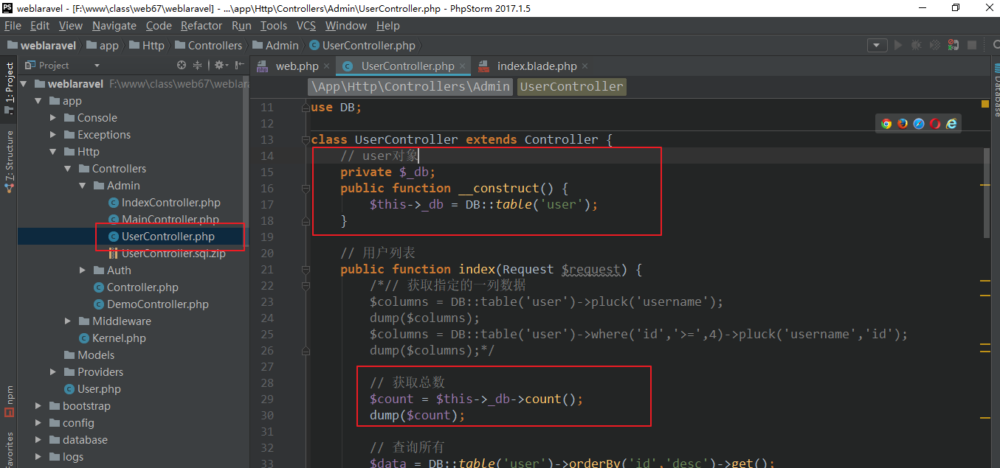 weblaravel - [F:\www\class\web67\weblaravel] - ...\app\Http\Controllers\Admin\UserController.php - PhpStorm 2017.1.5
File Edit View Navigate Code Refactor Run Tools VCS Window Help
weblaravel app Http Controllers Admin UserController.php
Project
web.php
UserController.php
index.blade.php
1: Project
7: Structure
npm
Favorites
Database
weblaravel F:\www\class\web67\weblara
app
Console
Exceptions
Http
Controllers
Admin
IndexController.php
MainController.php
UserController.php
UserController.sql.zip
Auth
Controller.php
DemoController.php
Middleware
Kernel.php
Models
Providers
User.php
bootstrap
config
database
logs
\App\Http\Controllers\Admin UserController
11 use DB;
12
13 class UserController extends Controller {
14 // user对象
15 private $_db;
16 public function __construct() {
17 $this->_db = DB::table('user');
18 }
19
20 // 用户列表
21 public function index(Request $request) {
22 /*// 获取指定的一列数据
23 $columns = DB::table('user')->pluck('username');
24 dump($columns);
25 $columns = DB::table('user')->where('id','>=',4)->pluck('username','id');
26 dump($columns);*/
27
28 // 获取总数
29 $count = $this->_db->count();
30 dump($count);
31
32 // 查询所有
33 $data = DB::table('user')->orderBy('id','desc')->get();